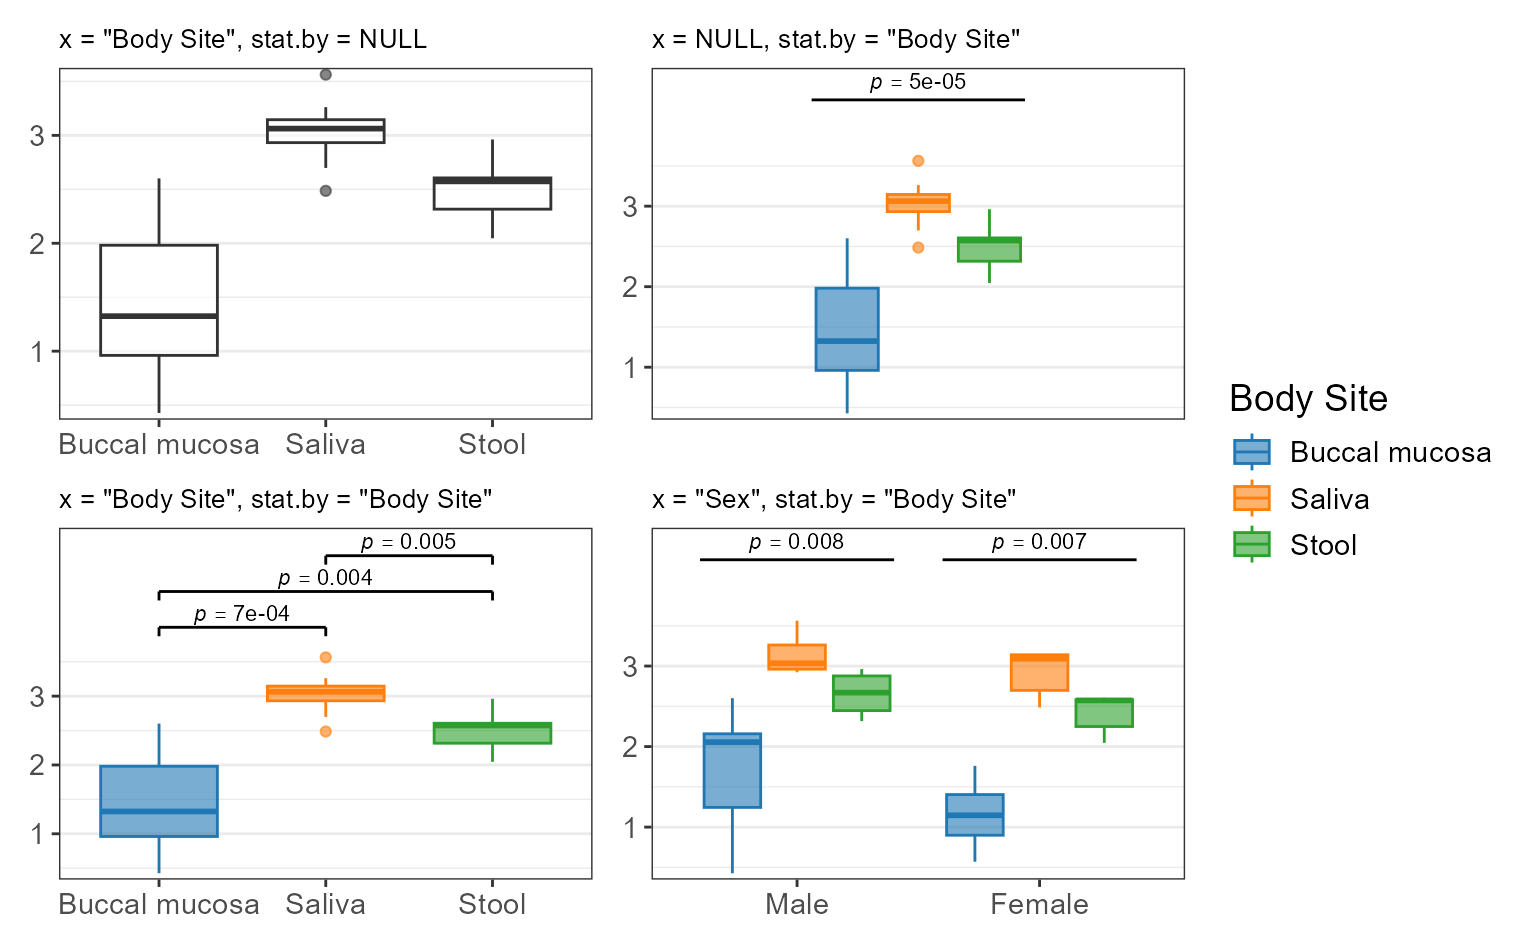 x = "Body Site", stat.by = NULL
3
2
1
Buccal mucosa Saliva Stool
x = NULL, stat.by = "Body Site"
p = 5e-05
3
2
1
x = "Body Site", stat.by = "Body Site"
p = 0.005
p = 0.004
p = 7e-04
3
2
1
Buccal mucosa Saliva Stool
x = "Sex", stat.by = "Body Site"
p = 0.008 p = 0.007
3
2
1
Male Female
Body Site
Buccal mucosa
Saliva
Stool